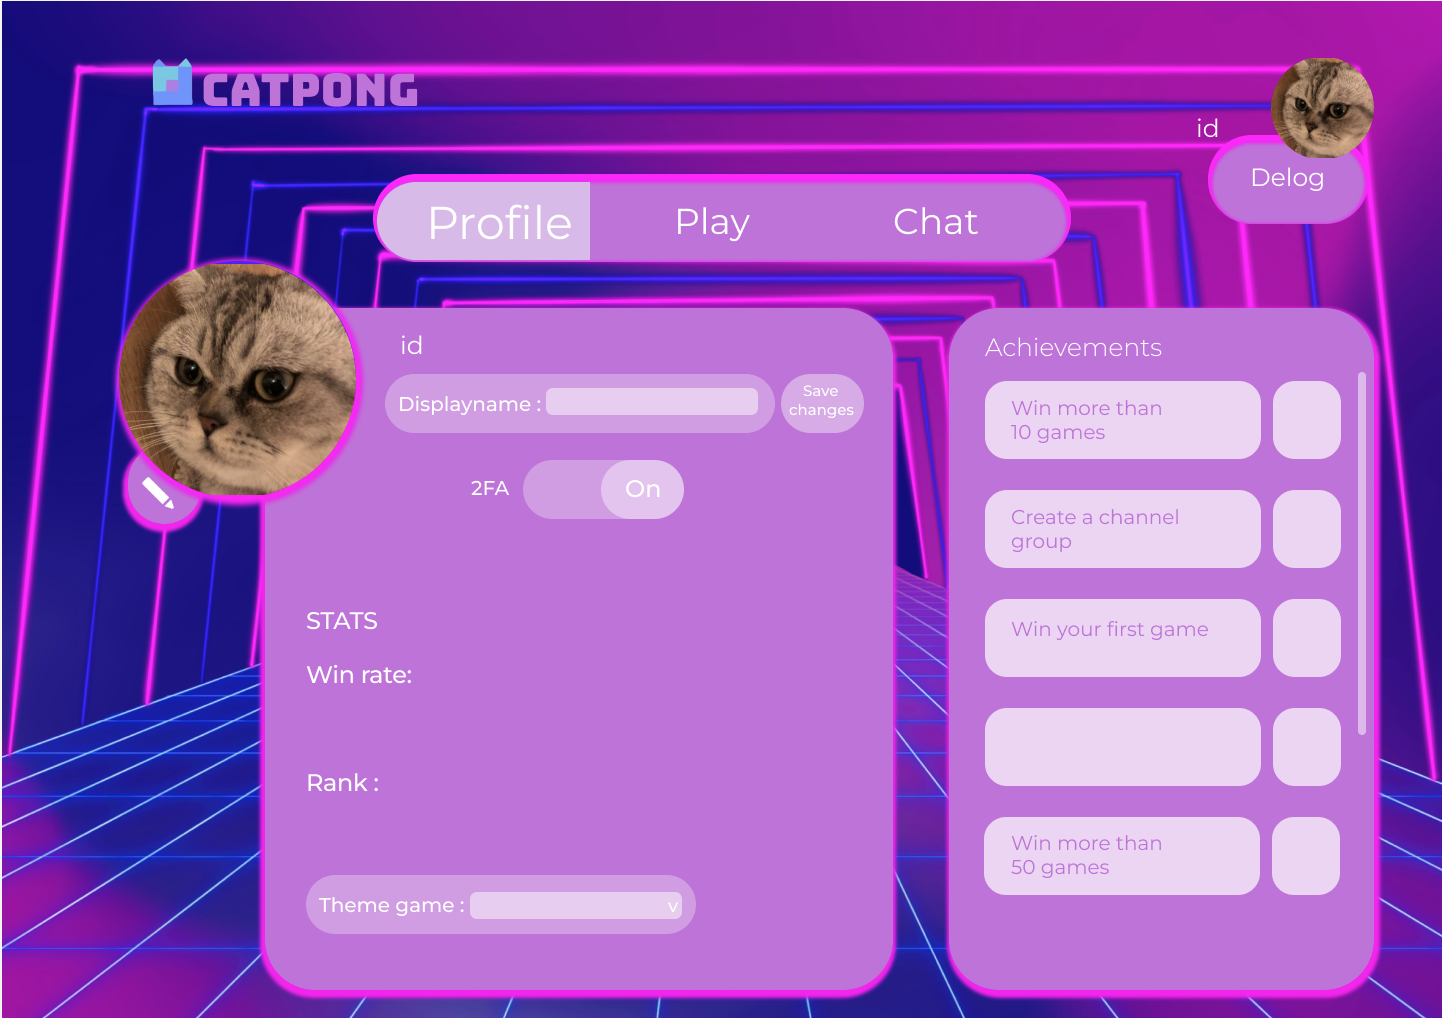 CATPONG
id
Delog
Profile
Play
Chat
id
Displayname :
Save
changes
2FA
On
STATS
Win rate:
Rank :
Theme game :
v
Achievements
Win more than
10 games
Create a channel
group
Win your first game
Win more than
50 games